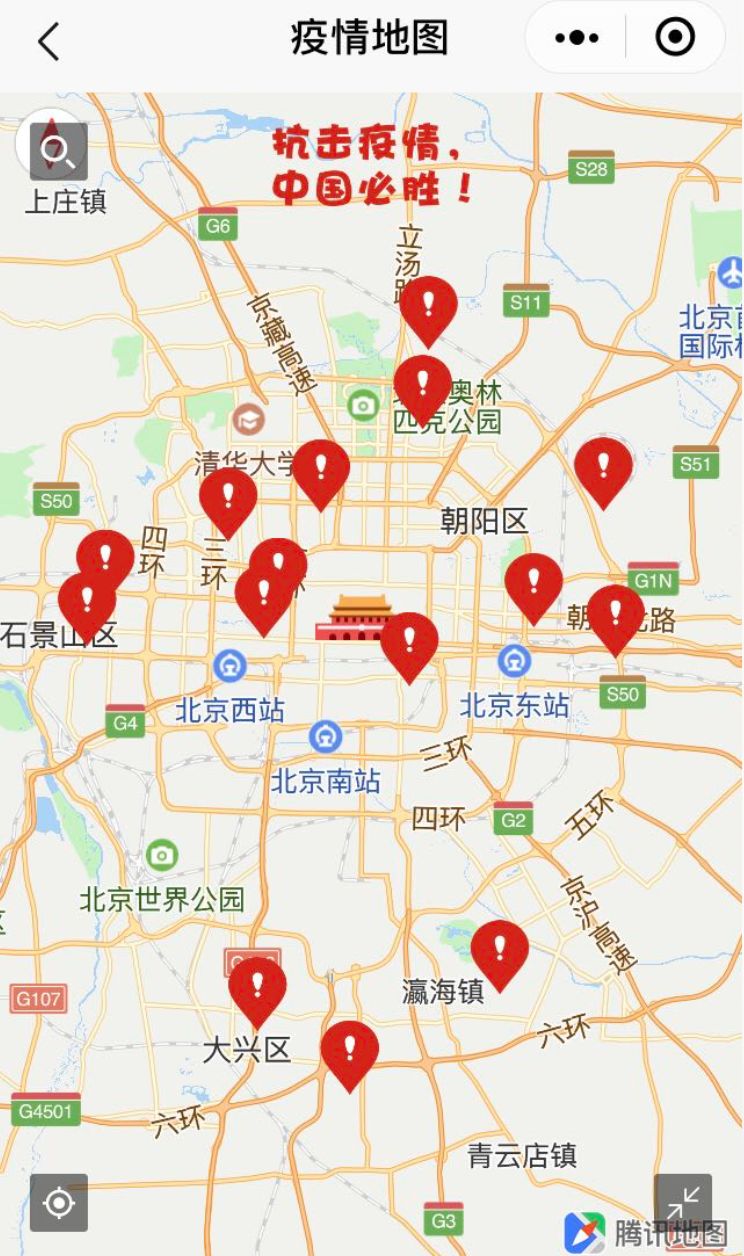 疫情地图
抗击疫情，
中国必胜！
上庄镇
S28
G6
立汤路
S11
京藏高速
北京首
国际机
奥林
匹克公园
清华大学
S51
S50
朝阳区
四环
三环
环
G1N
朝
北路
石景山区
S50
北京西站
北京东站
G4
北京南站
三环
四环
G2
五环
北京世界公园
京沪高速
区
瀛海镇
G107
大兴区
六环
G4501
六环
青云店镇
G3
腾讯地图